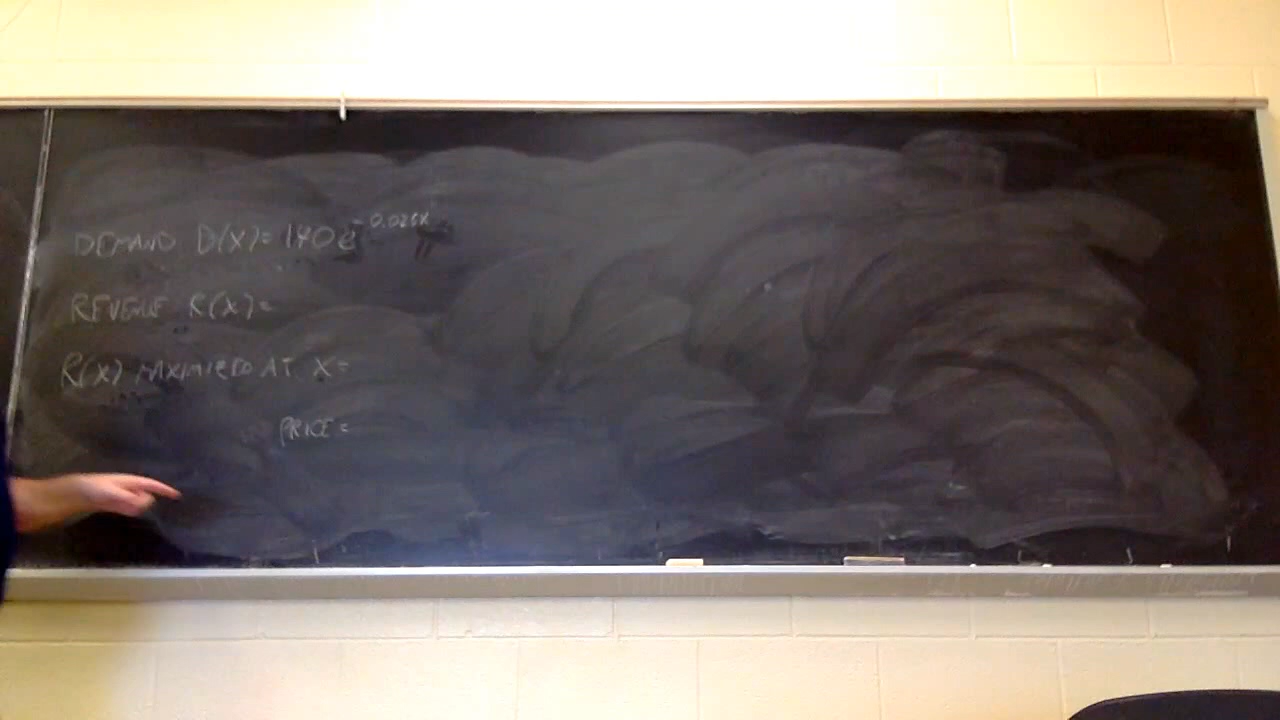 DEMAND D(X)= 140e^-0.026X
REVENUE R(X)=
R(X) MAXIMIZED AT X=
PRICE=